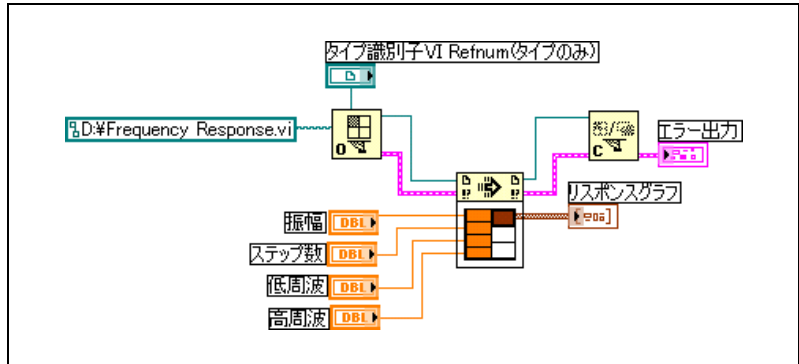 タイプ識別子VI Refnum(タイプのみ)
D:¥Frequency Response.vi
O
C
エラー出力
リスポンスグラフ
振幅
DBL
ステップ数
DBL
低周波
DBL
高周波
DBL